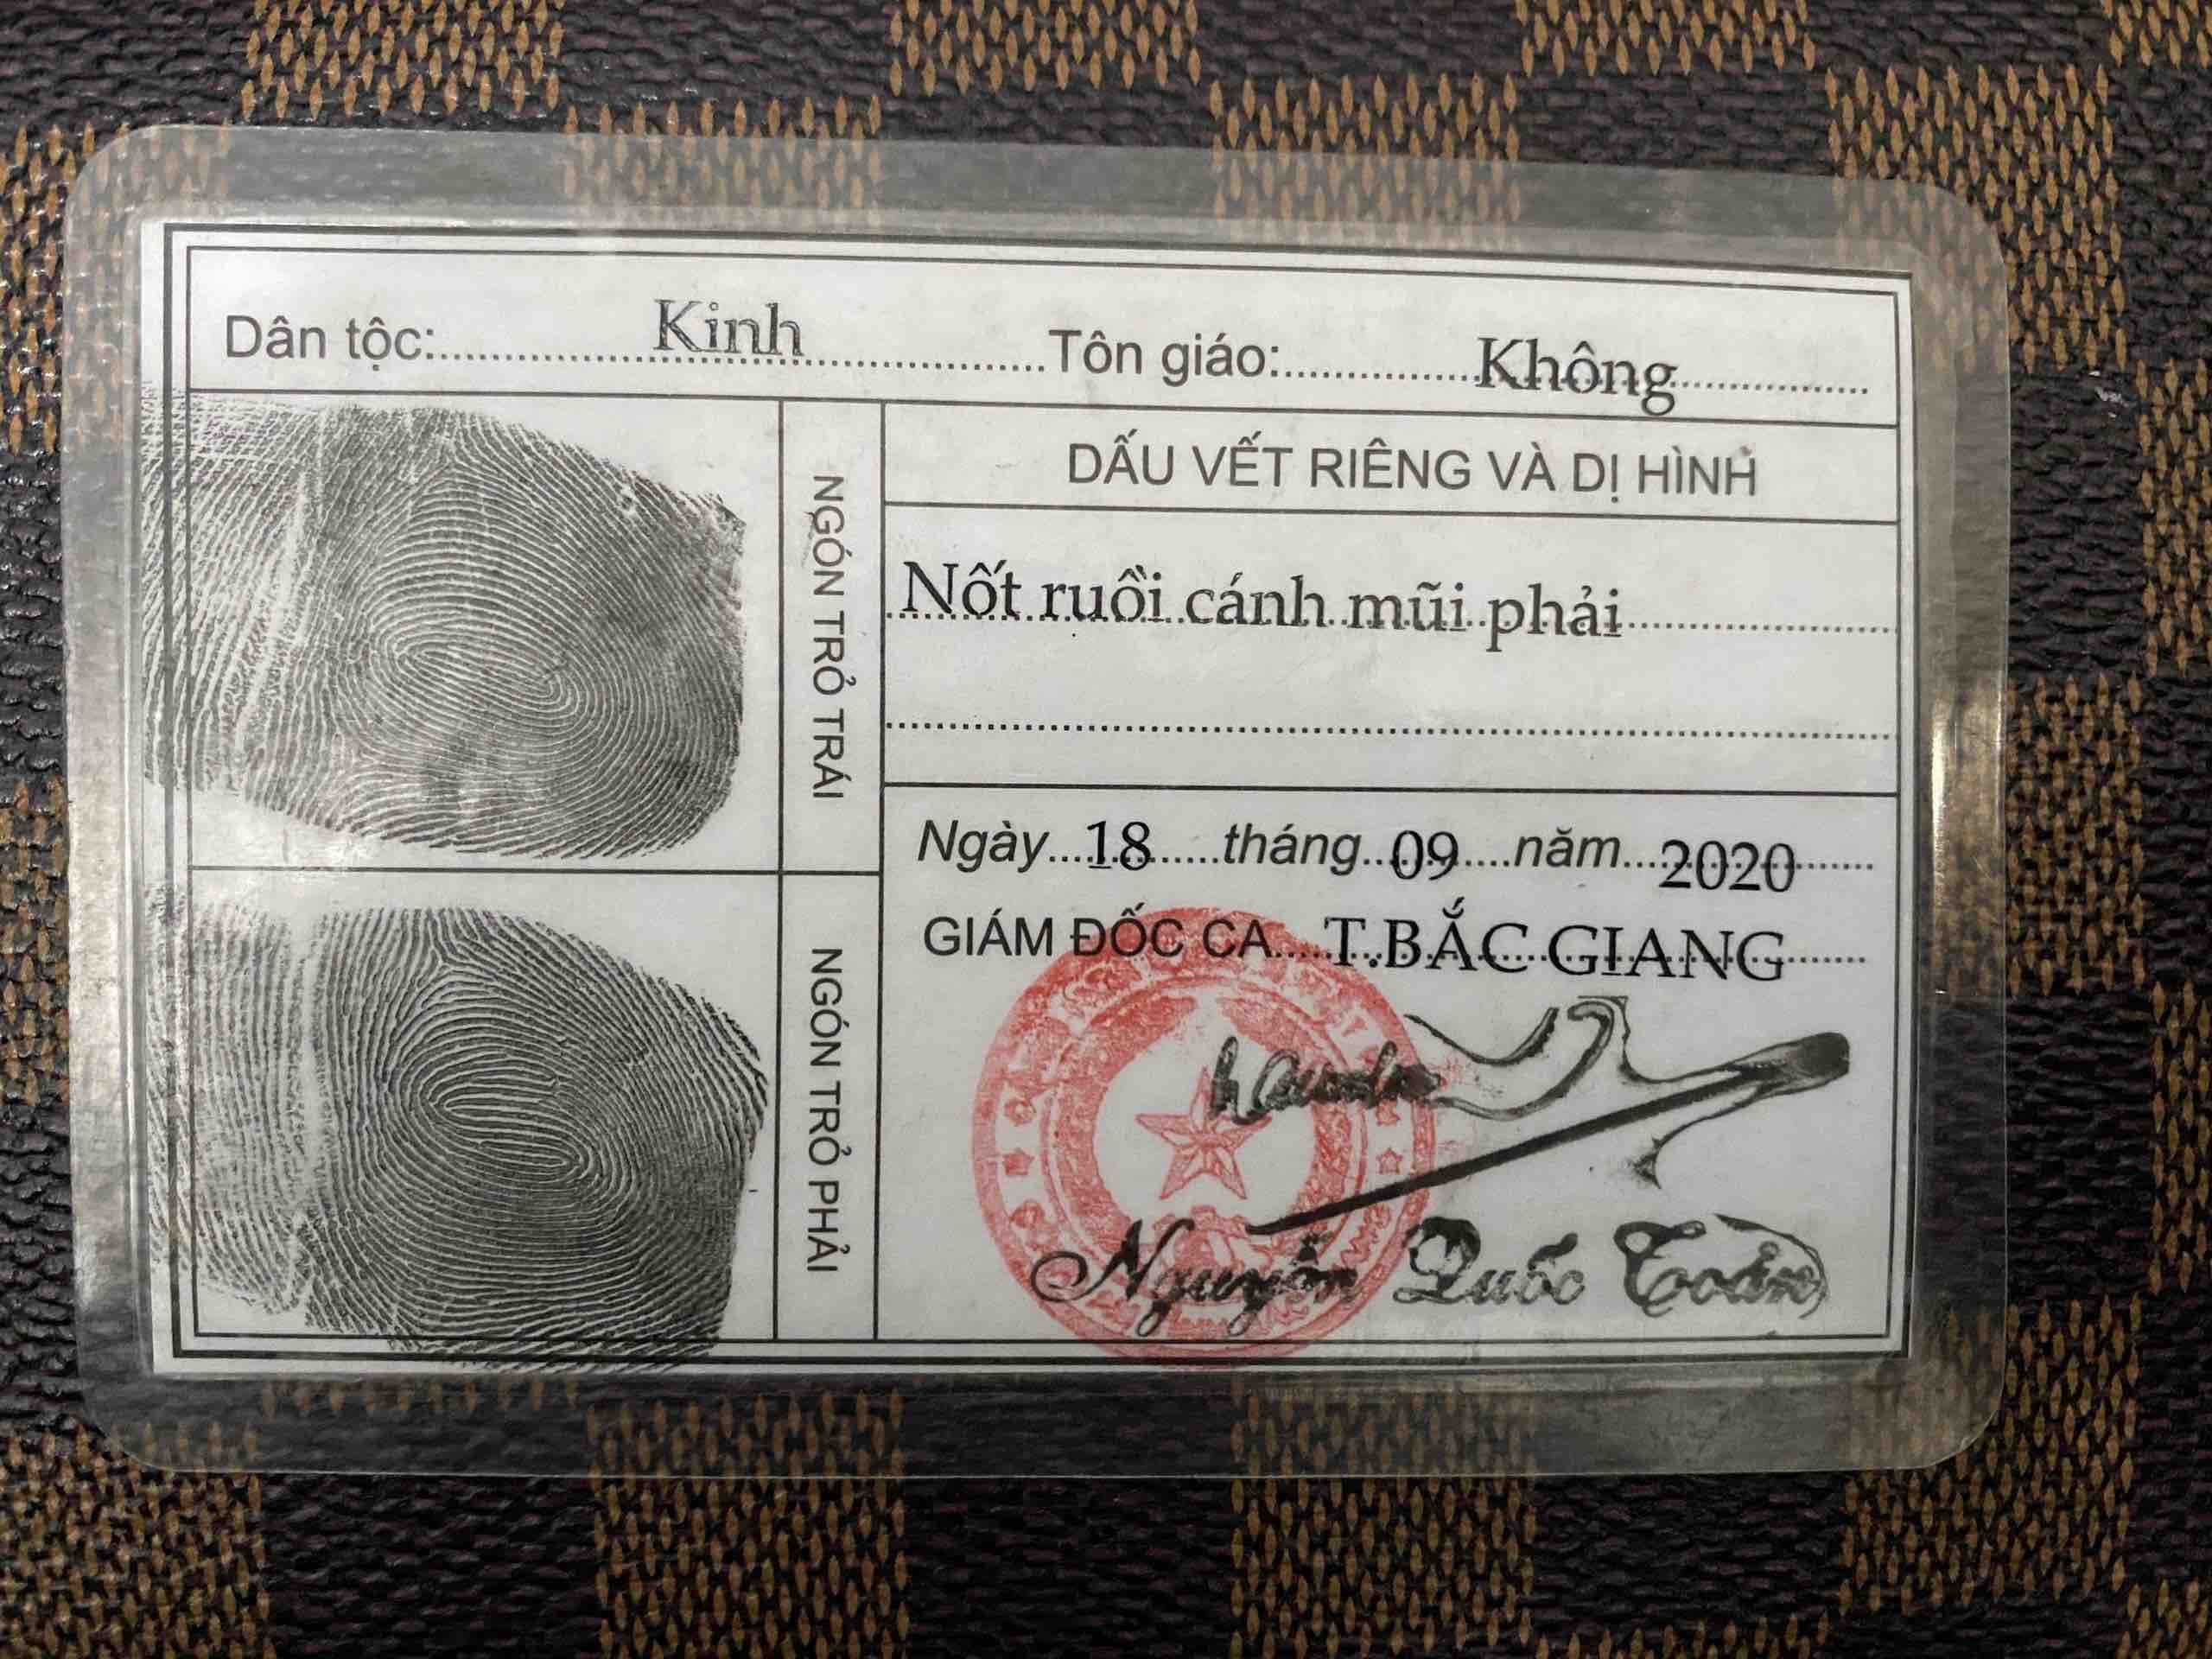 Dân tộc: Kinh Tôn giáo: Không
NGÓN TRỎ TRÁI
DẤU VẾT RIÊNG VÀ DỊ HÌNH
Nốt ruồi cánh mũi phải
NGÓN TRỎ PHẢI
Ngày 18 tháng 09 năm 2020
GIÁM ĐỐC CA T.BẮC GIANG
Nguyễn Quốc Toản